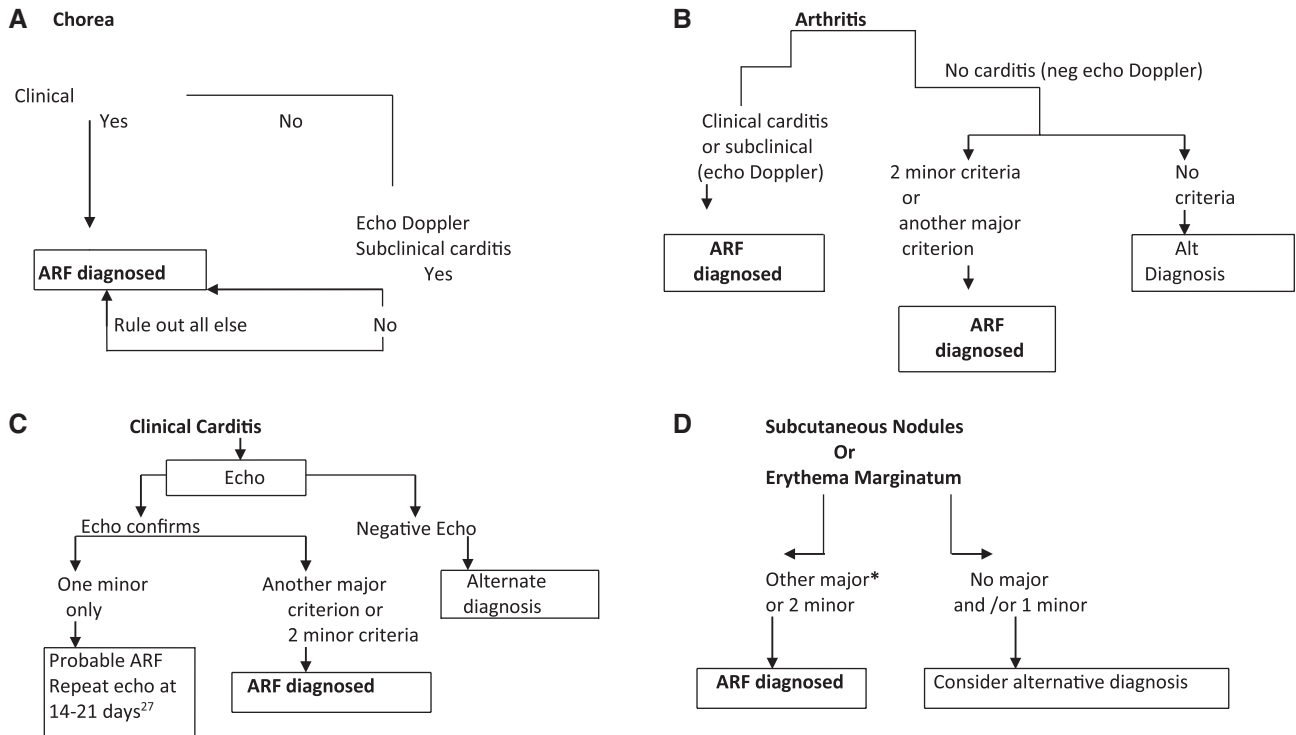 A Chorea
Clinical
Yes
No
Echo Doppler
Subclinical carditis
Yes
ARF diagnosed
Rule out all else
No
B Arthritis
No carditis (neg echo Doppler)
Clinical carditis
or subclinical
(echo Doppler)
ARF
diagnosed
2 minor criteria
or
another major
criterion
ARF
diagnosed
No
criteria
Alt
Diagnosis
C Clinical Carditis
Echo
Echo confirms
Negative Echo
One minor
only
Probable ARF
Repeat echo at
14-21 days27
Another major
criterion or
2 minor criteria
ARF diagnosed
Alternate
diagnosis
D Subcutaneous Nodules
Or
Erythema Marginatum
Other major*
or 2 minor
ARF diagnosed
No major
and /or 1 minor
Consider alternative diagnosis